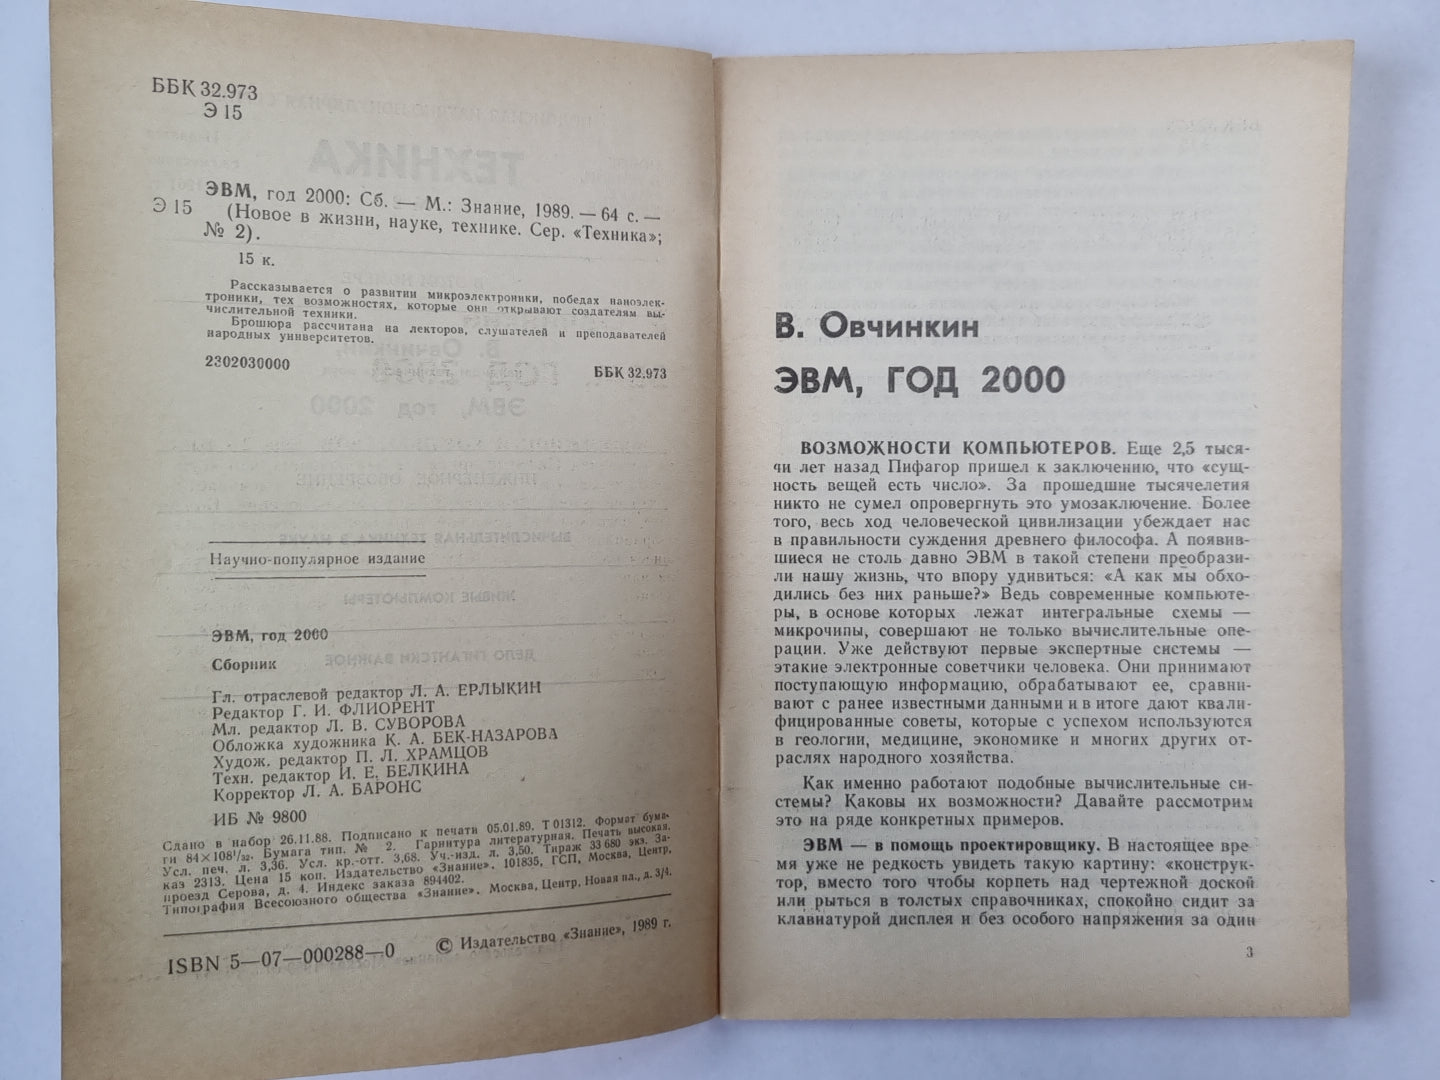 ББК 32.973
Э 15
ЭВМ, год 2000: Сб. — М.: Знание, 1989. — 64 с. —
Э 15 (Новое в жизни, науке, технике. Сер. «Техника»;
№ 2).
15 к.
Рассказывается о развитии микроэлектроники, победах наноэлек-
троники, тех возможностях, которые они открывают создателям вы-
числительной техники.
Брошюра рассчитана на лекторов, слушателей и преподавателей
народных университетов.
2302030000 ББК 32.973
Научно-популярное издание
ЭВМ, год 2000
Сборник
Гл. отраслевой редактор Л. А. ЕРЛЫКИН
Редактор Г. И. ФЛИОРЕНТ
Мл. редактор Л. В. СУВОРОВА
Обложка художника К. А. БЕК-НАЗАРОВА
Худож. редактор П. Л. ХРАМЦОВ
Техн. редактор И. Е. БЕЛКИНА
Корректор Л. А. БАРОНС
ИБ № 9800
Сдано в набор 26.11.88. Подписано к печати 05.01.89. Т 01312. Формат бума-
ги 84×108¹/₃₂. Бумага тип. № 2. Гарнитура литературная. Печать высокая.
Усл. печ. л. 3,36. Усл. кр.-отт. 3,68. Уч.-изд. л. 3,50. Тираж 33 680 экз. За-
каз 2313. Цена 15 коп. Издательство «Знание». 101835, ГСП, Москва, Центр,
проезд Серова, д. 4. Индекс заказа 894402.
Типография Всесоюзного общества «Знание». Москва, Центр, Новая пл., д. 3/4.
ISBN 5—07—000288—0 © Издательство «Знание», 1989 г.
В. Овчинкин
ЭВМ, ГОД 2000
ВОЗМОЖНОСТИ КОМПЬЮТЕРОВ. Еще 2,5 тыся-
чи лет назад Пифагор пришел к заключению, что «сущ-
ность вещей есть число». За прошедшие тысячелетия
никто не сумел опровергнуть это умозаключение. Более
того, весь ход человеческой цивилизации убеждает нас
в правильности суждения древнего философа. А появив-
шиеся не столь давно ЭВМ в такой степени преобрази-
ли нашу жизнь, что впору удивиться: «А как мы обхо-
дились без них раньше?» Ведь современные компьюте-
ры, в основе которых лежат интегральные схемы —
микрочипы, совершают не только вычислительные опе-
рации. Уже действуют первые экспертные системы —
этакие электронные советчики человека. Они принимают
поступающую информацию, обрабатывают ее, сравни-
вают с ранее известными данными и в итоге дают квали-
фицированные советы, которые с успехом используются
в геологии, медицине, экономике и многих других от-
раслях народного хозяйства.
Как именно работают подобные вычислительные си-
стемы? Каковы их возможности? Давайте рассмотрим
это на ряде конкретных примеров.
ЭВМ — в помощь проектировщику. В настоящее вре
мя уже не редкость увидеть такую картину: «конструк-
тор, вместо того чтобы корпеть над чертежной доской
или рыться в толстых справочниках, спокойно сидит за
клавиатурой дисплея и без особого напряжения за один
3